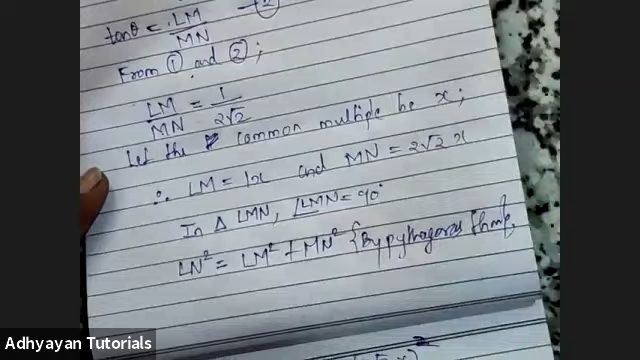 tanθ = LM/MN —②
From ① and ②;
LM/MN = 1/2√2
Let the common multiple be x;
∴ LM = 1x and MN = 2√2 x
In Δ LMN, ∠LMN = 90°
LN² = LM² + MN² {By pythagoras thm},
Adhyayan Tutorials